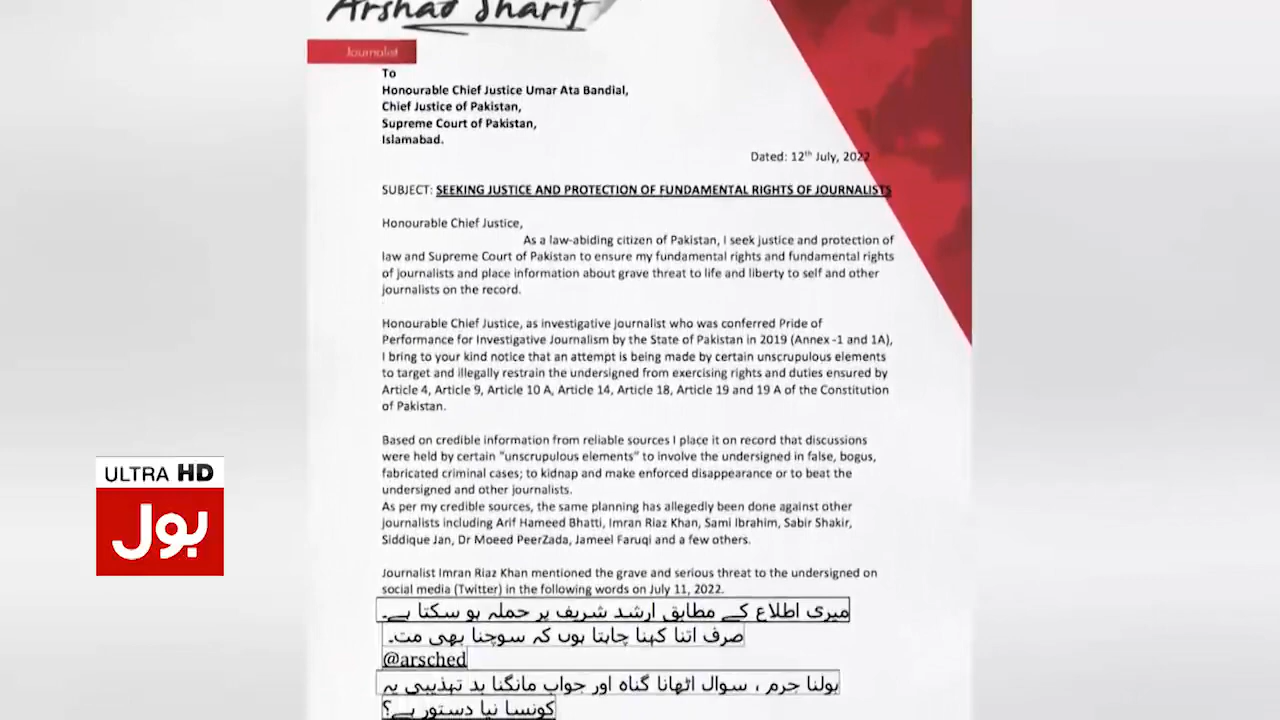 Arshad Sharif
Journalist
To
Honourable Chief Justice Umar Ata Bandial,
Chief Justice of Pakistan,
Supreme Court of Pakistan,
Islamabad.
Dated: 12th July, 2022
SUBJECT: SEEKING JUSTICE AND PROTECTION OF FUNDAMENTAL RIGHTS OF JOURNALISTS
Honourable Chief Justice,
As a law-abiding citizen of Pakistan, I seek justice and protection of
law and Supreme Court of Pakistan to ensure my fundamental rights and fundamental rights
of journalists and place information about grave threat to life and liberty to self and other
journalists on the record.
Honourable Chief Justice, as investigative journalist who was conferred Pride of
Performance for Investigative Journalism by the State of Pakistan in 2019 (Annex -1 and 1A),
I bring to your kind notice that an attempt is being made by certain unscrupulous elements
to target and illegally restrain the undersigned from exercising rights and duties ensured by
Article 4, Article 9, Article 10 A, Article 14, Article 18, Article 19 and 19 A of the Constitution
of Pakistan.
Based on credible information from reliable sources I place it on record that discussions
were held by certain "unscrupulous elements" to involve the undersigned in false, bogus,
fabricated criminal cases; to kidnap and make enforced disappearance or to beat the
undersigned and other journalists.
As per my credible sources, the same planning has allegedly been done against other
journalists including Arif Hameed Bhatti, Imran Riaz Khan, Sami Ibrahim, Sabir Shakir,
Siddique Jan, Dr Moeed PeerZada, Jameel Faruqi and a few others.
Journalist Imran Riaz Khan mentioned the grave and serious threat to the undersigned on
social media (Twitter) in the following words on July 11, 2022.
میری اطلاع کے مطابق ارشد شریف پر حملہ ہو سکتا ہے۔
صرف اتنا کہنا چاہتا ہوں کہ سوچنا بھی مت۔
@arsched
بولنا جرم ، سوال اٹھانا گناہ اور جواب مانگنا بد تہذیبی یہ
کونسا نیا دستور ہے؟
ULTRA HD
بول